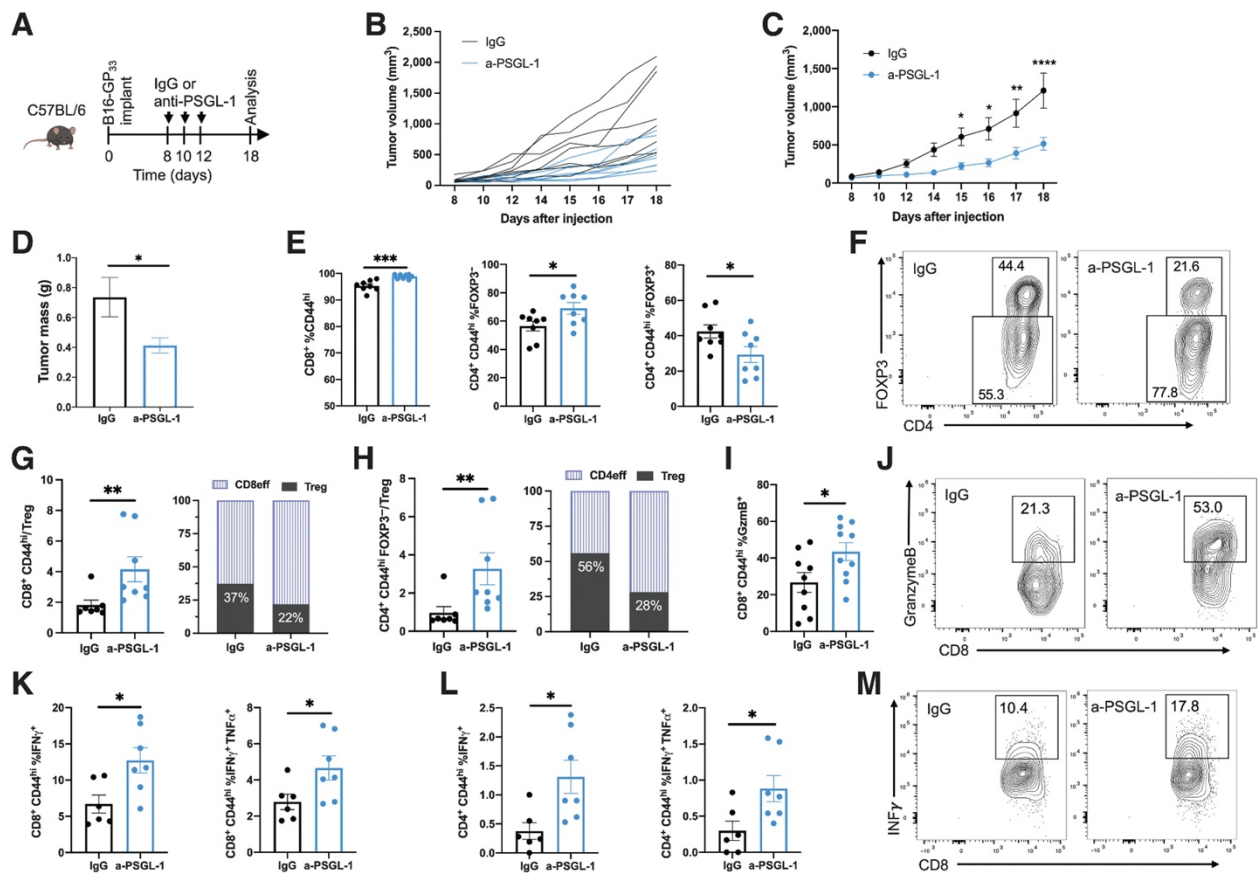 A
C57BL/6
B16-GP33
implant
IgG or
anti-PSGL-1
Analysis
0
8
10
12
18
Time (days)
B
Tumor volume (mm3)
2,500
2,000
1,500
1,000
500
0
IgG
a-PSGL-1
8 10 12 14 15 16 17 18
Days after injection
C
Tumor volume (mm3)
2,000
1,500
1,000
500
0
IgG
a-PSGL-1
* * ** ****
8 10 12 14 15 16 17 18
Days after injection
D
Tumor mass (g)
1.0
0.8
0.6
0.4
0.2
0.0
*
IgG a-PSGL-1
E
CD8+ %CD44hi
100
90
80
70
60
50
***
IgG a-PSGL-1
CD4+ CD44hi %FOXP3−
100
80
60
40
20
0
*
IgG a-PSGL-1
CD4+ CD44hi %FOXP3+
100
80
60
40
20
0
*
IgG a-PSGL-1
F
FOXP3
IgG
44.4
55.3
a-PSGL-1
21.6
77.8
CD4
G
CD8+ CD44hi/Treg
10
8
6
4
2
0
**
IgG a-PSGL-1
CD8eff Treg
100
75
50
25
0
37%
22%
IgG a-PSGL-1
H
CD4+ CD44hi FOXP3−/Treg
10
8
6
4
2
0
**
IgG a-PSGL-1
CD4eff Treg
100
75
50
25
0
56%
28%
IgG a-PSGL-1
I
CD8+ CD44hi %GzmB+
80
60
40
20
0
*
IgG a-PSGL-1
J
GranzymeB
IgG
21.3
a-PSGL-1
53.0
CD8
K
CD8+ CD44hi %IFNγ+
20
15
10
5
0
*
IgG a-PSGL-1
CD8+ CD44hi %IFNγ+ TNFα+
8
6
4
2
0
*
IgG a-PSGL-1
L
CD4+ CD44hi %IFNγ+
2.5
2.0
1.5
1.0
0.5
0.0
*
IgG a-PSGL-1
CD4+ CD44hi %IFNγ+ TNFα+
2.0
1.5
1.0
0.5
0.0
*
IgG a-PSGL-1
M
INFγ
IgG
10.4
a-PSGL-1
17.8
CD8